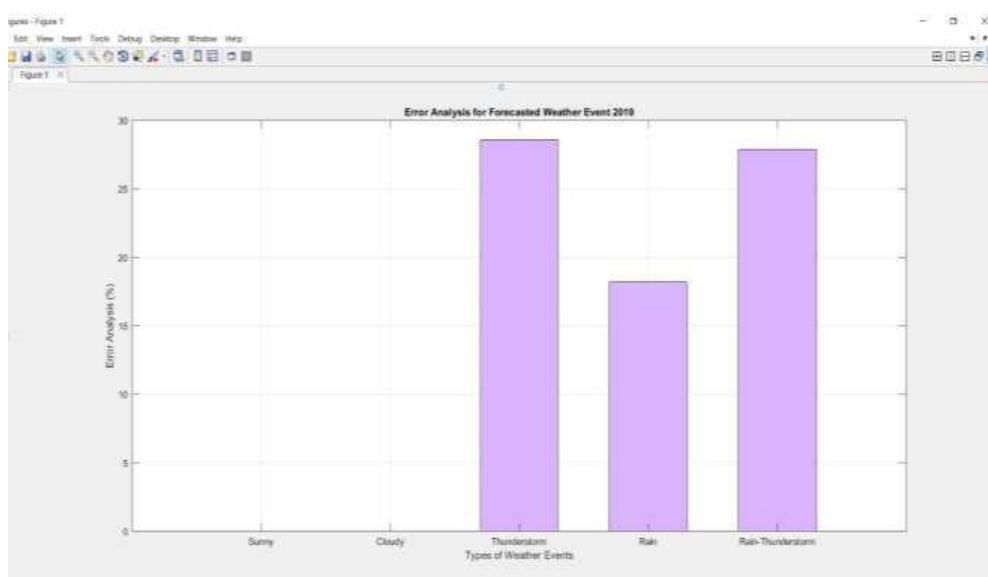 Figures - Figure 1
Edit View Insert Tools Debug Desktop Window Help
Figure 1
Error Analysis for Forecasted Weather Event 2019
30
25
20
15
10
5
0
Error Analysis (%)
Sunny Cloudy Thunderstorm Rain Rain-Thunderstorm
Types of Weather Events